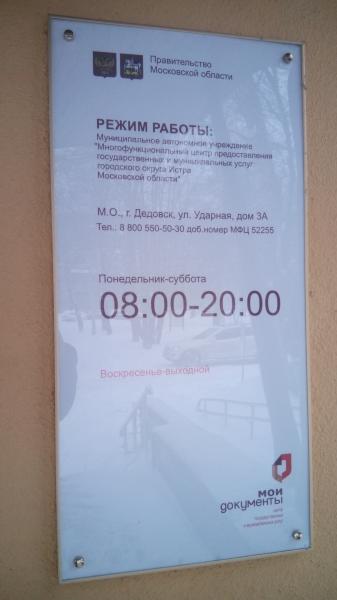 Правительство
Московской области
РЕЖИМ РАБОТЫ:
Муниципальное автономное учреждение
"Многофункциональный центр предоставления
государственных и муниципальных услуг
городского округа Истра
Московской области"
М.О., г. Дедовск, ул. Ударная, дом 3А
Тел.: 8 800 550-50-30 доб.номер МФЦ 52255
Понедельник-суббота
08:00-20:00
Воскресенье-выходной
мои
документы